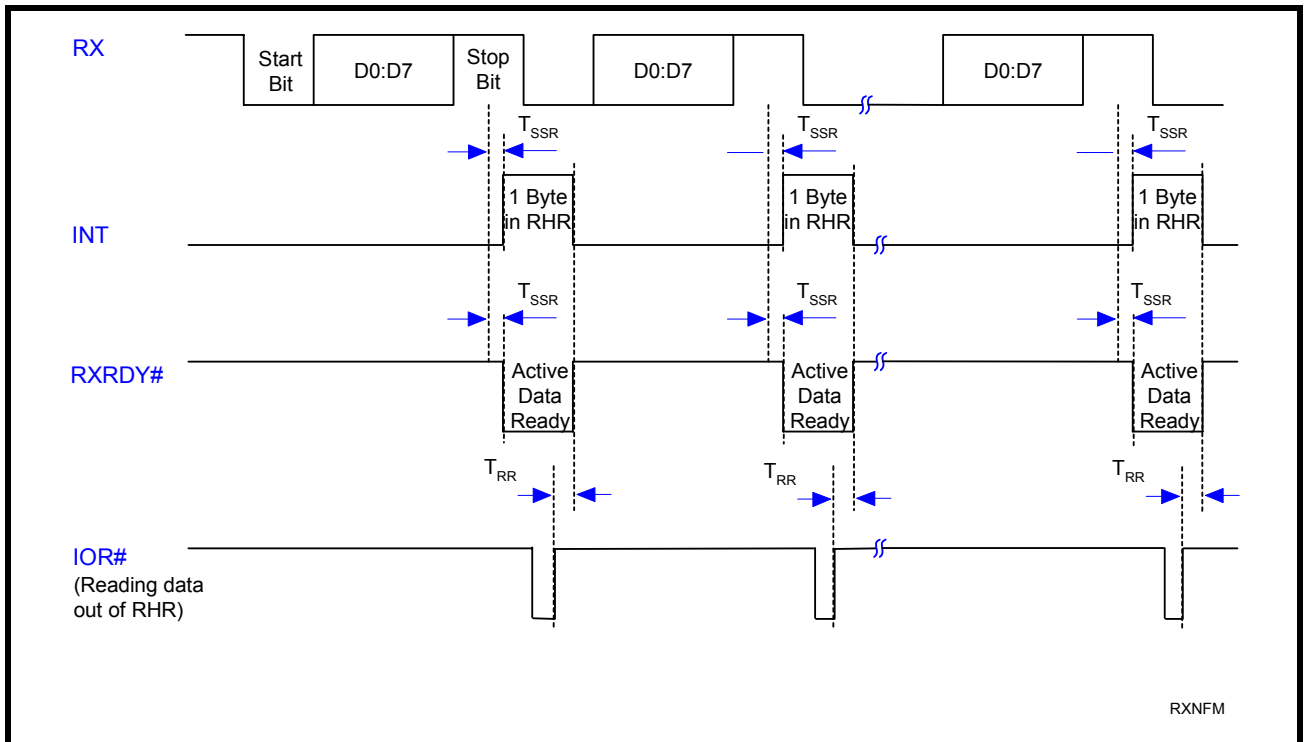 RX
Start
Bit
D0:D7
Stop
Bit
D0:D7
D0:D7
TSSR
TSSR
TSSR
1 Byte
in RHR
1 Byte
in RHR
1 Byte
in RHR
INT
TSSR
TSSR
TSSR
RXRDY#
Active
Data
Ready
Active
Data
Ready
Active
Data
Ready
TRR
TRR
TRR
IOR#
(Reading data
out of RHR)
RXNFM